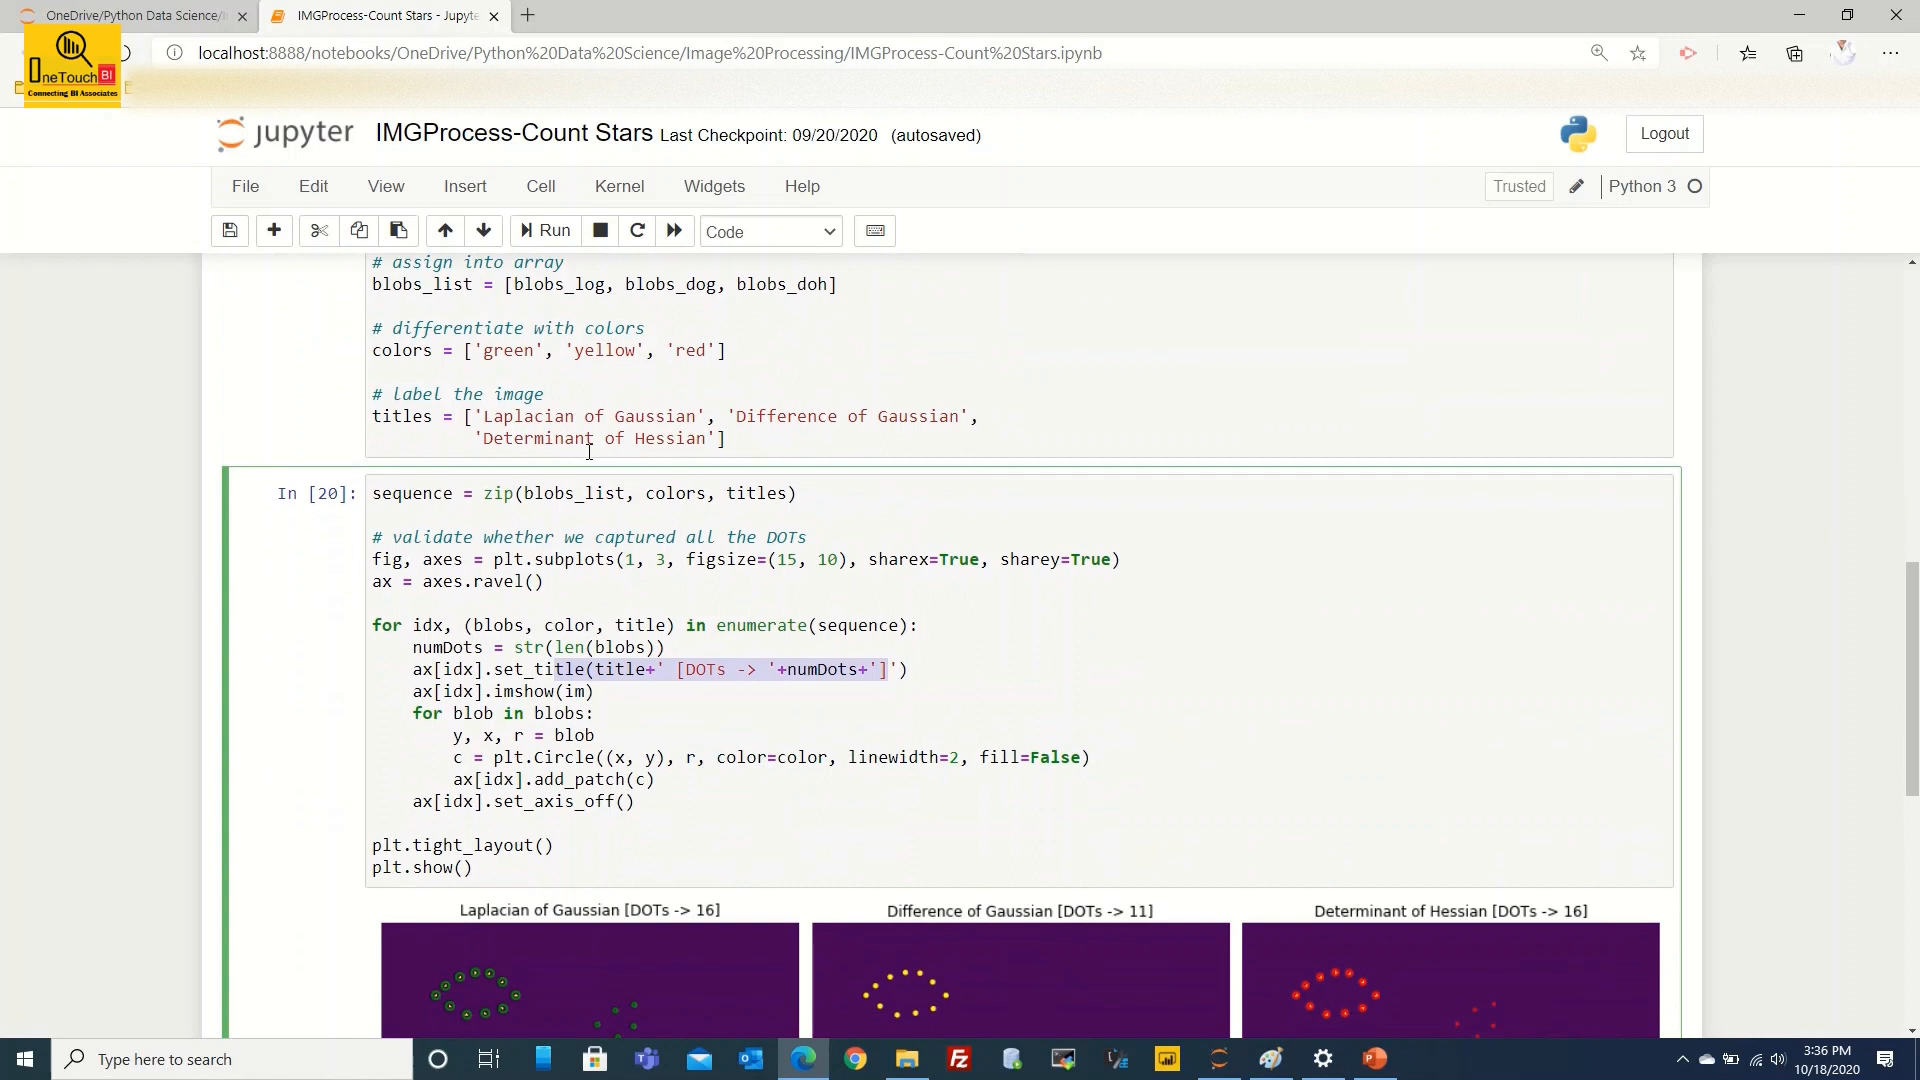 OneDrive/Python Data Science/
IMGProcess-Count Stars - Jupyte
OneTouch BI
Connecting BI Associates
localhost:8888/notebooks/OneDrive/Python%20Data%20Science/Image%20Processing/IMGProcess-Count%20Stars.ipynb
jupyter IMGProcess-Count Stars Last Checkpoint: 09/20/2020 (autosaved)
Logout
File Edit View Insert Cell Kernel Widgets Help
Trusted Python 3
Run Code
# assign into array
blobs_list = [blobs_log, blobs_dog, blobs_doh]
# differentiate with colors
colors = ['green', 'yellow', 'red']
# label the image
titles = ['Laplacian of Gaussian', 'Difference of Gaussian',
'Determinant of Hessian']
In [20]: sequence = zip(blobs_list, colors, titles)
# validate whether we captured all the DOTs
fig, axes = plt.subplots(1, 3, figsize=(15, 10), sharex=True, sharey=True)
ax = axes.ravel()
for idx, (blobs, color, title) in enumerate(sequence):
numDots = str(len(blobs))
ax[idx].set_title(title+' [DOTs -> '+numDots+']')
ax[idx].imshow(im)
for blob in blobs:
y, x, r = blob
c = plt.Circle((x, y), r, color=color, linewidth=2, fill=False)
ax[idx].add_patch(c)
ax[idx].set_axis_off()
plt.tight_layout()
plt.show()
Laplacian of Gaussian [DOTs -> 16] Difference of Gaussian [DOTs -> 11] Determinant of Hessian [DOTs -> 16]
Type here to search
3:36 PM
10/18/2020